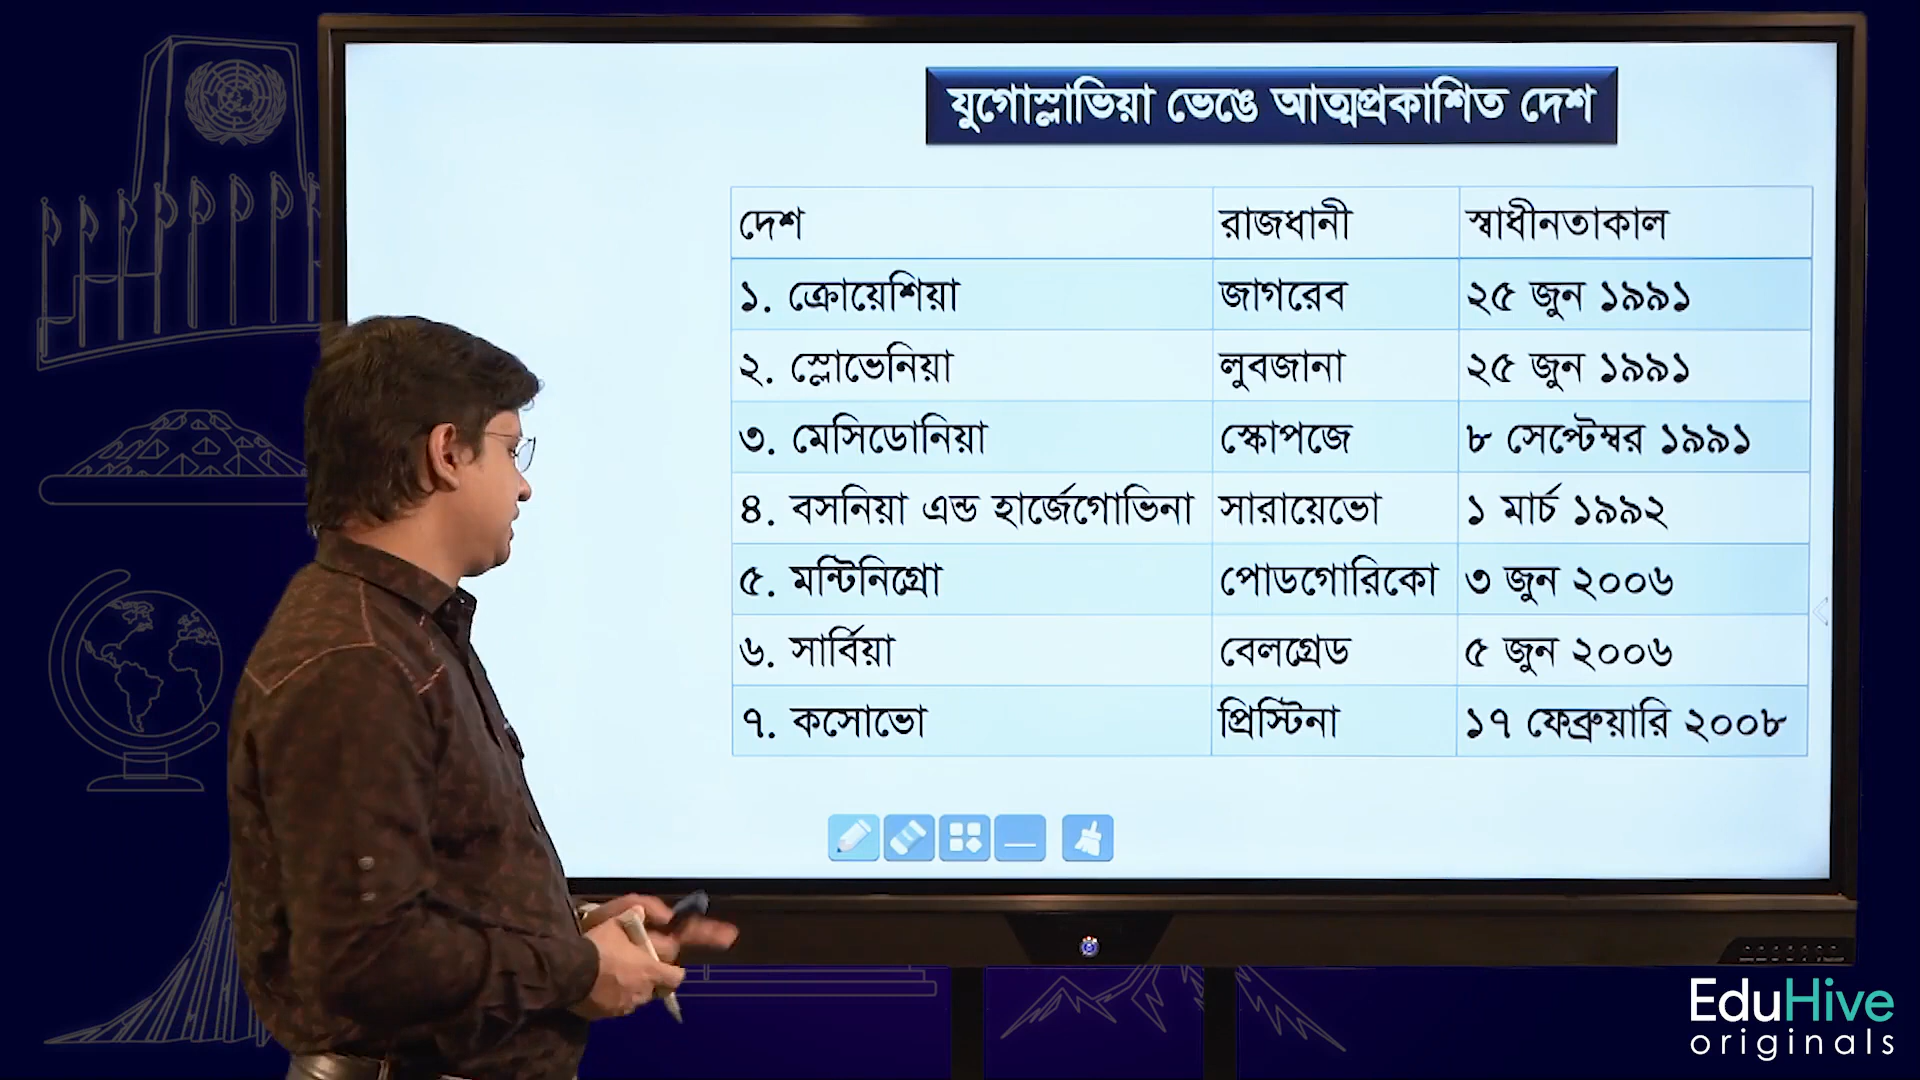 যুগোস্লাভিয়া ভেঙে আত্মপ্রকাশিত দেশ
দেশ রাজধানী স্বাধীনতাকাল
১. ক্রোয়েশিয়া জাগরেব ২৫ জুন ১৯৯১
২. স্লোভেনিয়া লুবজানা ২৫ জুন ১৯৯১
৩. মেসিডোনিয়া স্কোপজে ৮ সেপ্টেম্বর ১৯৯১
৪. বসনিয়া এন্ড হার্জেগোভিনা সারায়েভো ১ মার্চ ১৯৯২
৫. মন্টিনিগ্রো পোডগোরিকো ৩ জুন ২০০৬
৬. সার্বিয়া বেলগ্রেড ৫ জুন ২০০৬
৭. কসোভো প্রিস্টিনা ১৭ ফেব্রুয়ারি ২০০৮
EduHive
originals